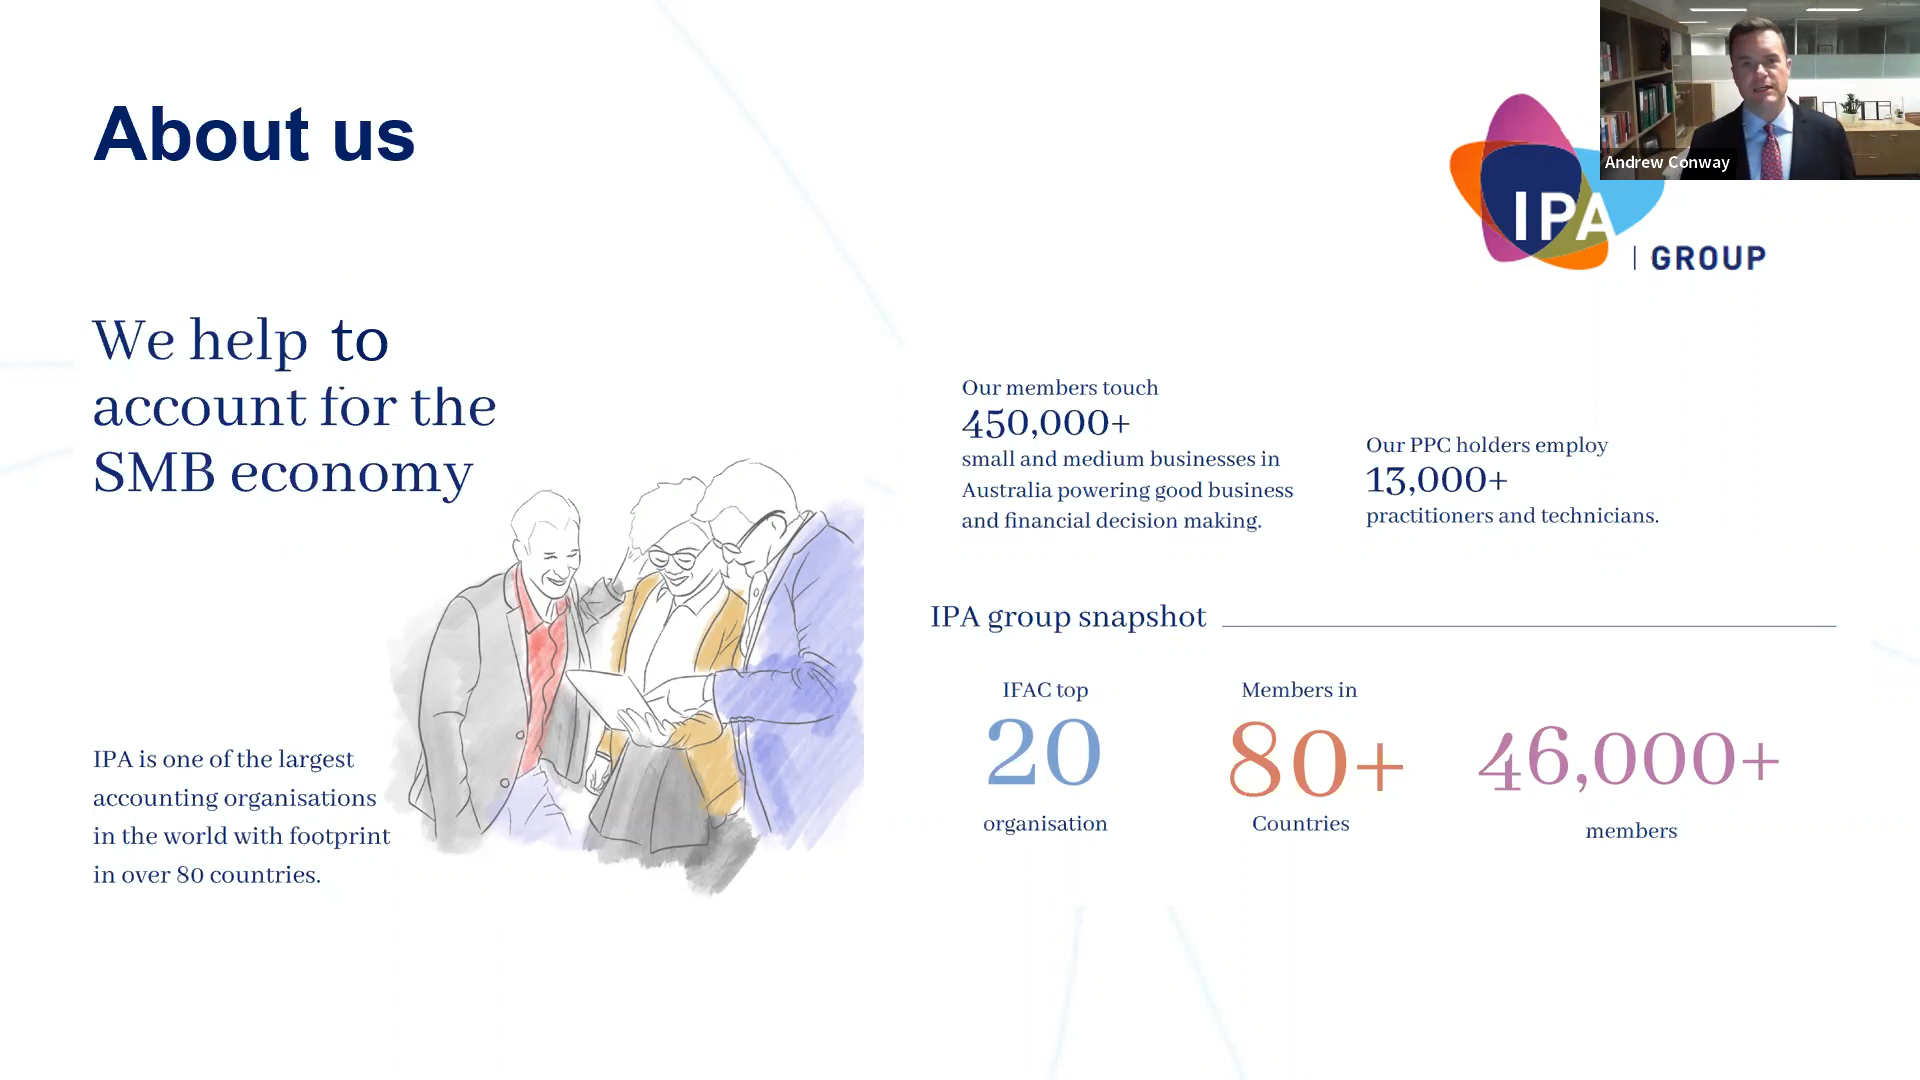 About us
Andrew Conway
IPA
| GROUP
We help to
account for the
SMB economy
Our members touch
450,000+
small and medium businesses in
Australia powering good business
and financial decision making.
Our PPC holders employ
13,000+
practitioners and technicians.
IPA group snapshot
IFAC top
20
organisation
Members in
80+
Countries
46,000+
members
IPA is one of the largest
accounting organisations
in the world with footprint
in over 80 countries.